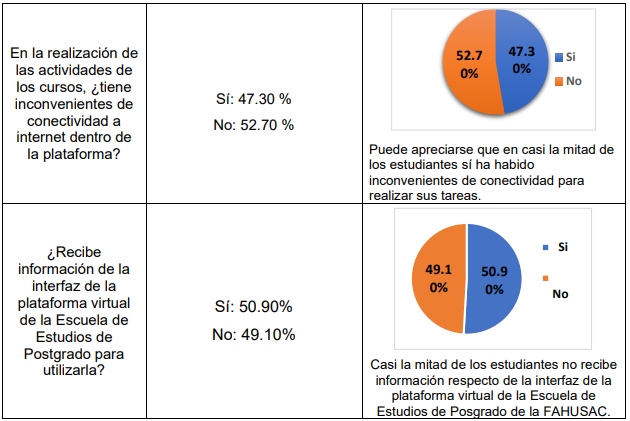 En la realización de
las actividades de
los cursos, ¿tiene
inconvenientes de
conectividad a
internet dentro de
la plataforma?
Sí: 47.30 %
No: 52.70 %
52.7
0%
47.3
0%
Si
No
Puede apreciarse que en casi la mitad de
los estudiantes sí ha habido
inconvenientes de conectividad para
realizar sus tareas.
¿Recibe
información de la
interfaz de la
plataforma virtual
de la Escuela de
Estudios de
Postgrado para
utilizarla?
Sí: 50.90%
No: 49.10%
49.1
0%
50.9
0%
Si
No
Casi la mitad de los estudiantes no recibe
información respecto de la interfaz de la
plataforma virtual de la Escuela de
Estudios de Posgrado de la FAHUSAC.